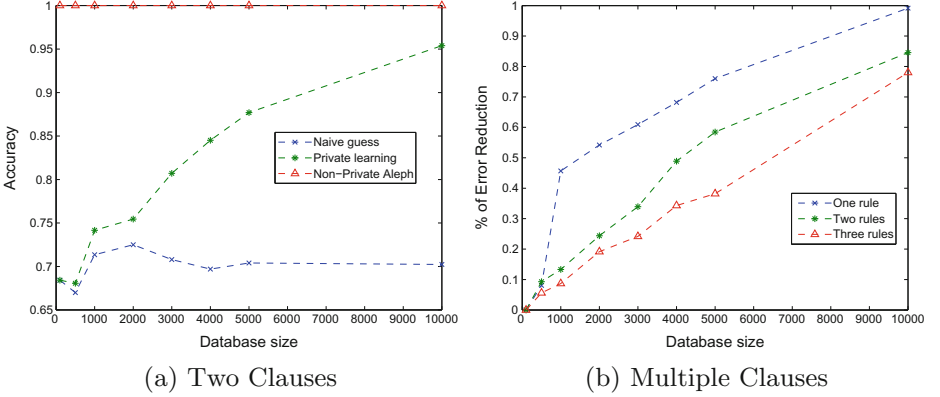 1
0.95
0.9
0.85
0.8
0.75
0.7
0.65
0 1000 2000 3000 4000 5000 6000 7000 8000 9000 10000
Accuracy
Database size
Naive guess
Private learning
Non−Private Aleph
(a) Two Clauses
1
0.9
0.8
0.7
0.6
0.5
0.4
0.3
0.2
0.1
0
0 1000 2000 3000 4000 5000 6000 7000 8000 9000 10000
% of Error Reduction
Database size
One rule
Two rules
Three rules
(b) Multiple Clauses